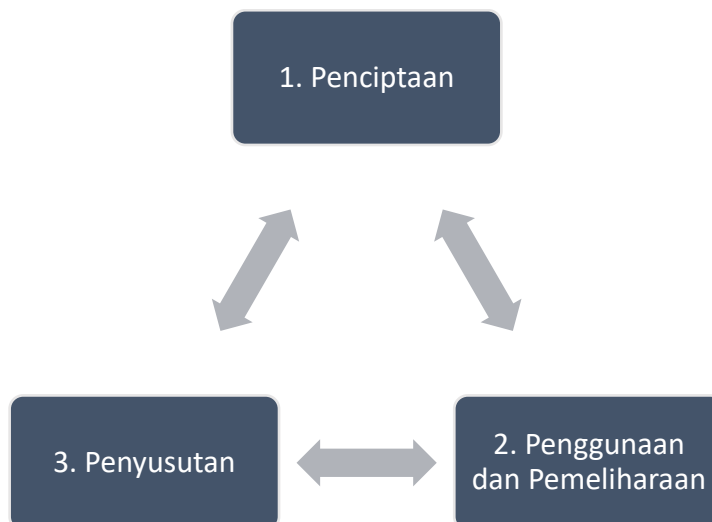 1. Penciptaan
3. Penyusutan
2. Penggunaan
dan Pemeliharaan